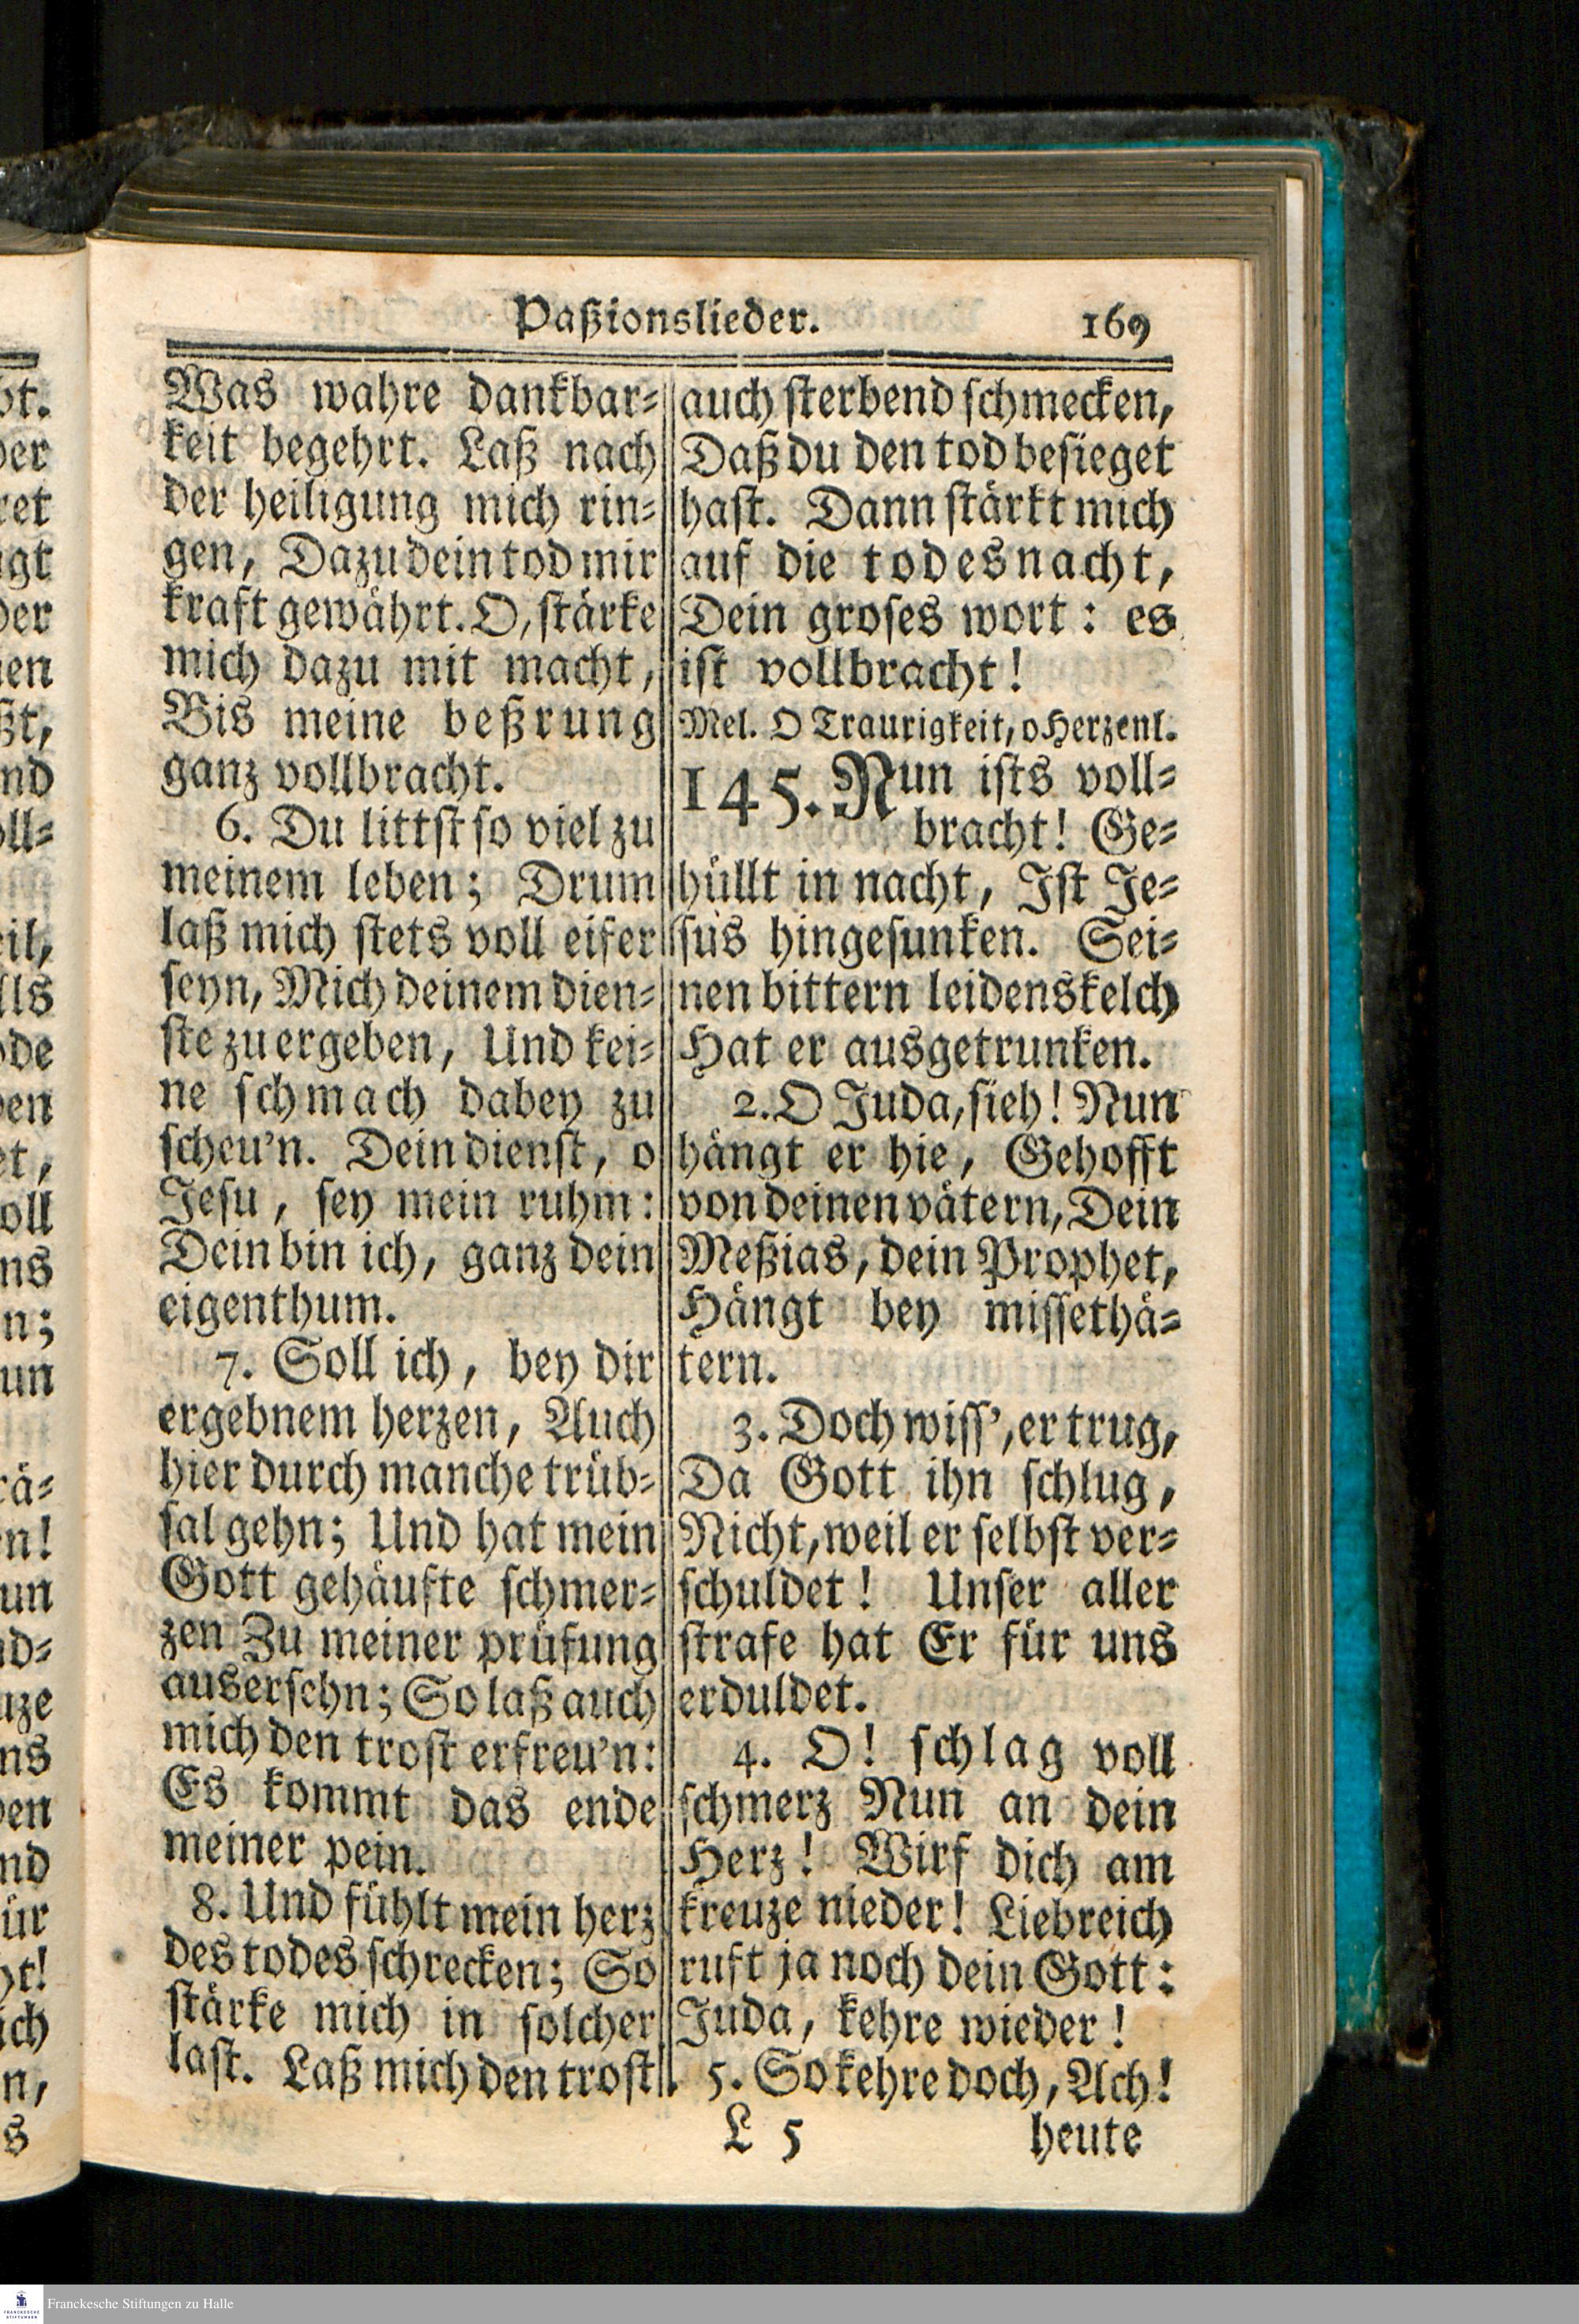 Paßionslieder. 169
Was wahre dankbar-
keit begehrt. Laß nach
der heiligung mich rin-
gen, Dazu dein tod mir
kraft gewährt. O, stärke
mich dazu mit macht,
Bis meine beßrung
ganz vollbracht.
6. Du littst so viel zu
meinem leben; Drum
laß mich stets voll eifer
seyn, Mich deinem dien-
ste zu ergeben, Und kei-
ne schmach dabey zu
scheu'n. Dein dienst, o
Jesu, sey mein ruhm:
Dein bin ich, ganz dein
eigenthum.
7. Soll ich, bey dir
ergebnem herzen, Auch
hier durch manche trüb-
sal gehn; Und hat mein
Gott gehäufte schmer-
zen Zu meiner prüfung
ausersehn; So laß auch
mich den trost erfreu'n:
Es kommt das ende
meiner pein.
8. Und fühlt mein herz
des todes schrecken; So
stärke mich in solcher
last. Laß mich den trost
auch sterbend schmecken,
Daß du den tod besieget
hast. Dann stärkt mich
auf die todesnacht,
Dein groses wort: es
ist vollbracht!
Mel. O Traurigkeit, o Herzenl.
145. Nun ists voll-
bracht! Ge-
hüllt in nacht, Ist Je-
sus hingesunken. Sei-
nen bittern leidenskelch
Hat er ausgetrunken.
2. O Juda, sieh! Nun
hängt er hie, Gehofft
von deinen vätern, Dein
Meßias, dein Prophet,
Hängt bey missethä-
tern.
3. Doch wiss', er trug,
Da Gott ihn schlug,
Nicht, weil er selbst ver-
schuldet! Unser aller
strafe hat Er für uns
erduldet.
4. O! schlag voll
schmerz Nun an dein
Herz! Wirf dich am
kreuze nieder! Liebreich
ruft ja noch dein Gott:
Juda, kehre wieder!
5. So kehre doch, Ach!
L 5 heute
Franckesche Stiftungen zu Halle